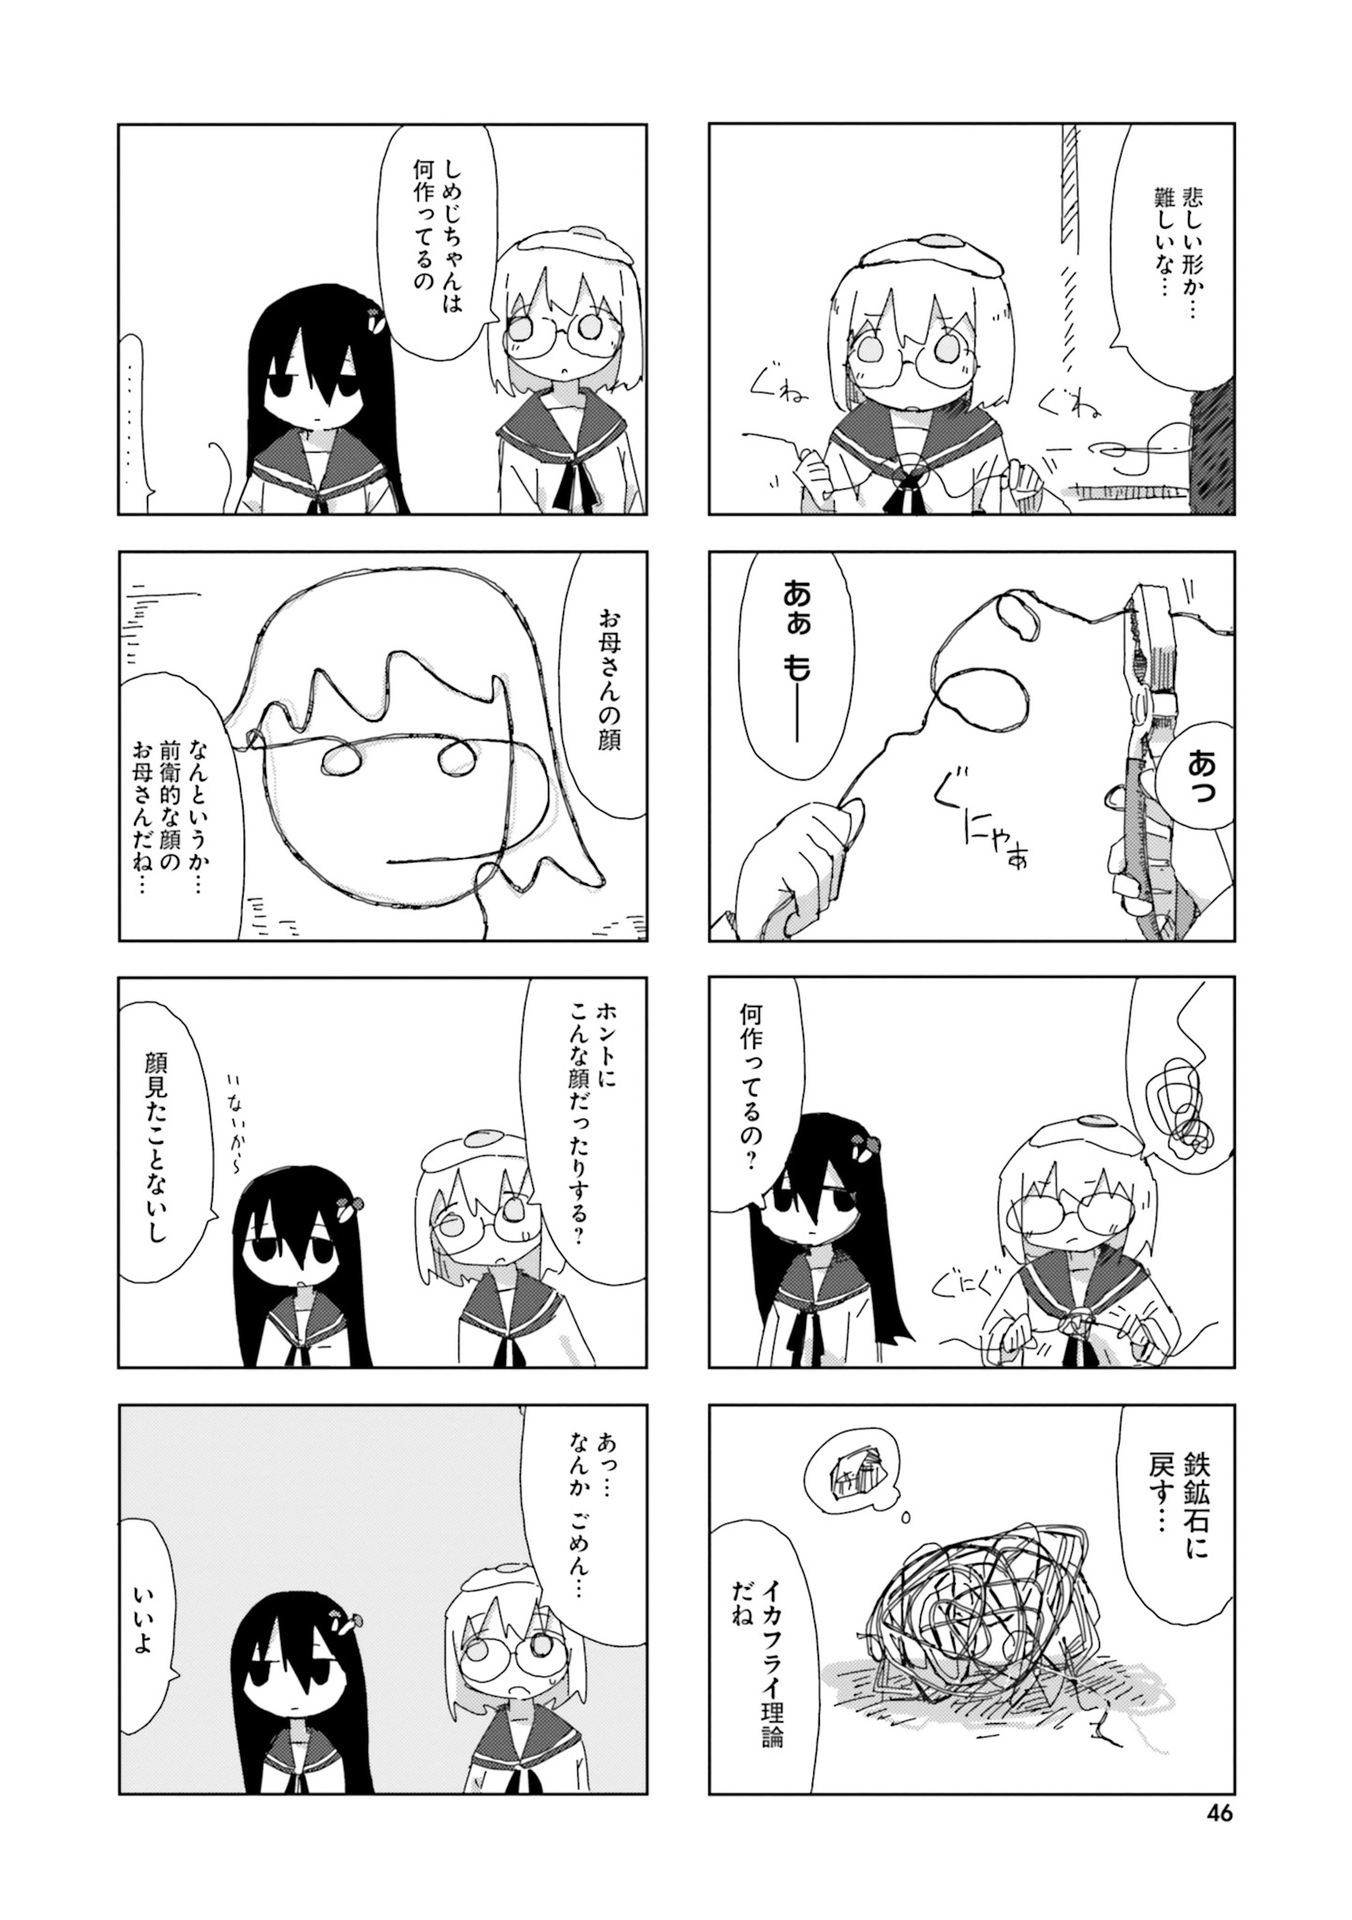 悲しい形か…
難しいな…
ぐね
ぐね
あっ
あぁ も――
ぐにゃぁ
何作ってるの?
ぐにぐ
鉄鉱石に
戻す…
イカフライ理論
だね
しめじちゃんは
何作ってるの
………
お母さんの顔
なんというか…
前衛的な顔の
お母さんだね…
ホントに
こんな顔だったりする?
いないから
顔見たことないし
あっ…
なんか ごめん…
いいよ
46